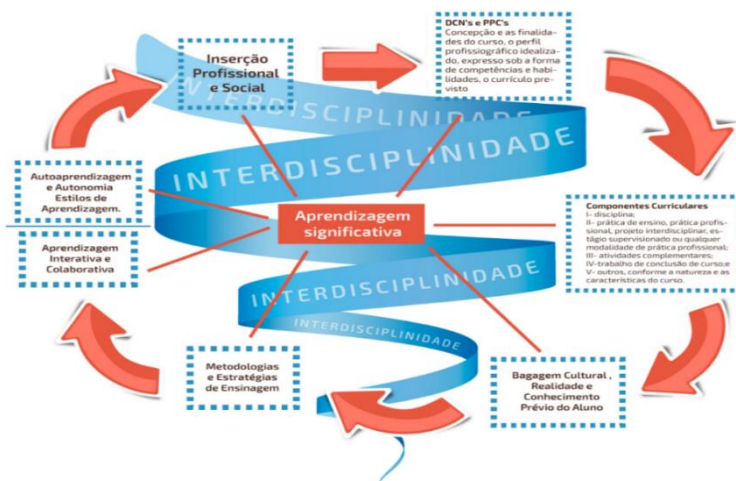 Inserção
Profissional
e Social
DCN's e PPC's
Concepção e as finalida-
des do curso, o perfil
profissiográfico idealiza-
do, expresso sob a forma
de competências e habi-
lidades, o currículo pre-
visto
INTERDISCIPLINIDADE
INTERDISCIPLINIDADE
Autoaprendizagem
e Autonomia
Estilos de
Aprendizagem.
Aprendizagem
Interativa e
Colaborativa
Aprendizagem
significativa
Componentes Curriculares
I- disciplina;
II- prática de ensino, prática profis-
sional, projeto interdisciplinar, es-
tágio supervisionado ou qualquer
modalidade de prática profissional;
III- atividades complementares;
IV-trabalho de conclusão de curso;e
V- outros, conforme a natureza e as
características do curso.
INTERDISCIPLINIDADE
INTERDISCIPLINIDADE
Metodologias
e Estratégias
de Ensinagem
Bagagem Cultural ,
Realidade e
Conhecimento
Prévio do Aluno